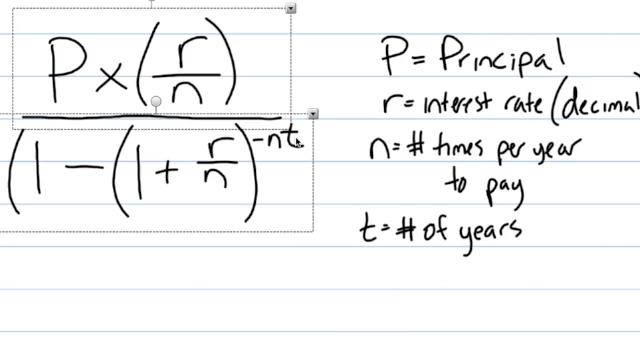 P × (r/n)
(1 − (1 + r/n)^−nt
P = Principal
r = interest rate (decimal)
n = # times per year
to pay
t = # of years